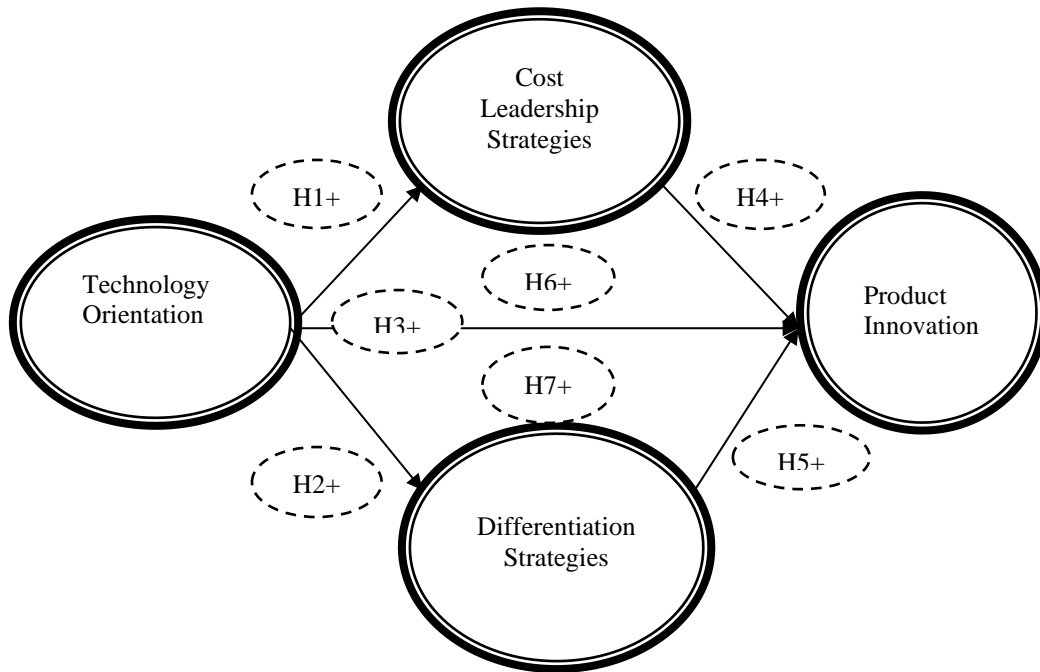 Cost
Leadership
Strategies
H1+
H4+
Technology
Orientation
H6+
Product
Innovation
H3+
H7+
H2+
H5+
Differentiation
Strategies